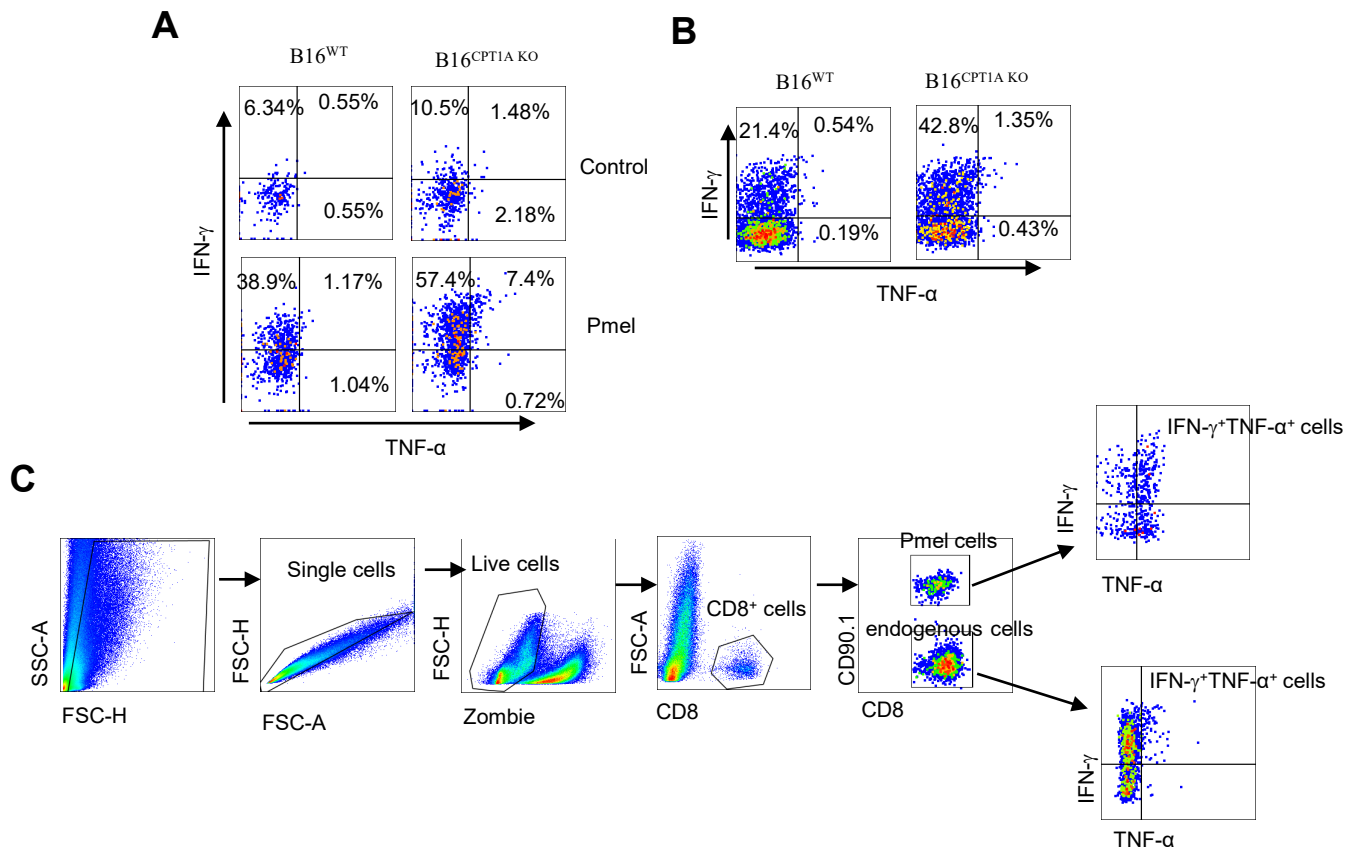 A
B16WT
B16CPT1A KO
6.34%
0.55%
0.55%
10.5%
1.48%
2.18%
Control
38.9%
1.17%
1.04%
57.4%
7.4%
0.72%
Pmel
IFN-γ
TNF-α
B
B16WT
B16CPT1A KO
21.4%
0.54%
0.19%
42.8%
1.35%
0.43%
IFN-γ
TNF-α
C
SSC-A
FSC-H
Single cells
FSC-H
FSC-A
Live cells
FSC-H
Zombie
CD8+ cells
FSC-A
CD8
Pmel cells
endogenous cells
CD90.1
CD8
IFN-γ+TNF-α+ cells
IFN-γ
TNF-α
IFN-γ+TNF-α+ cells
IFN-γ
TNF-α